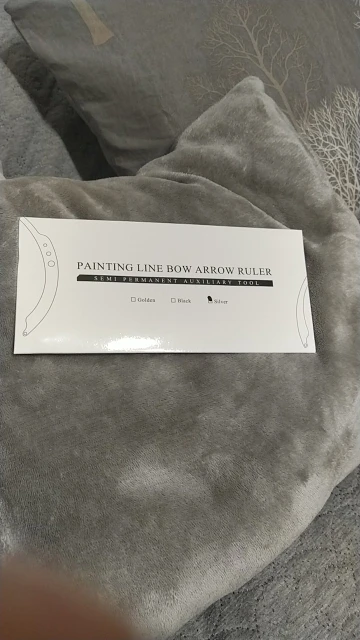 PAINTING LINE BOW ARROW RULER
SEMI PERMANENT AUXILIARY TOOL
Golden Black Silver